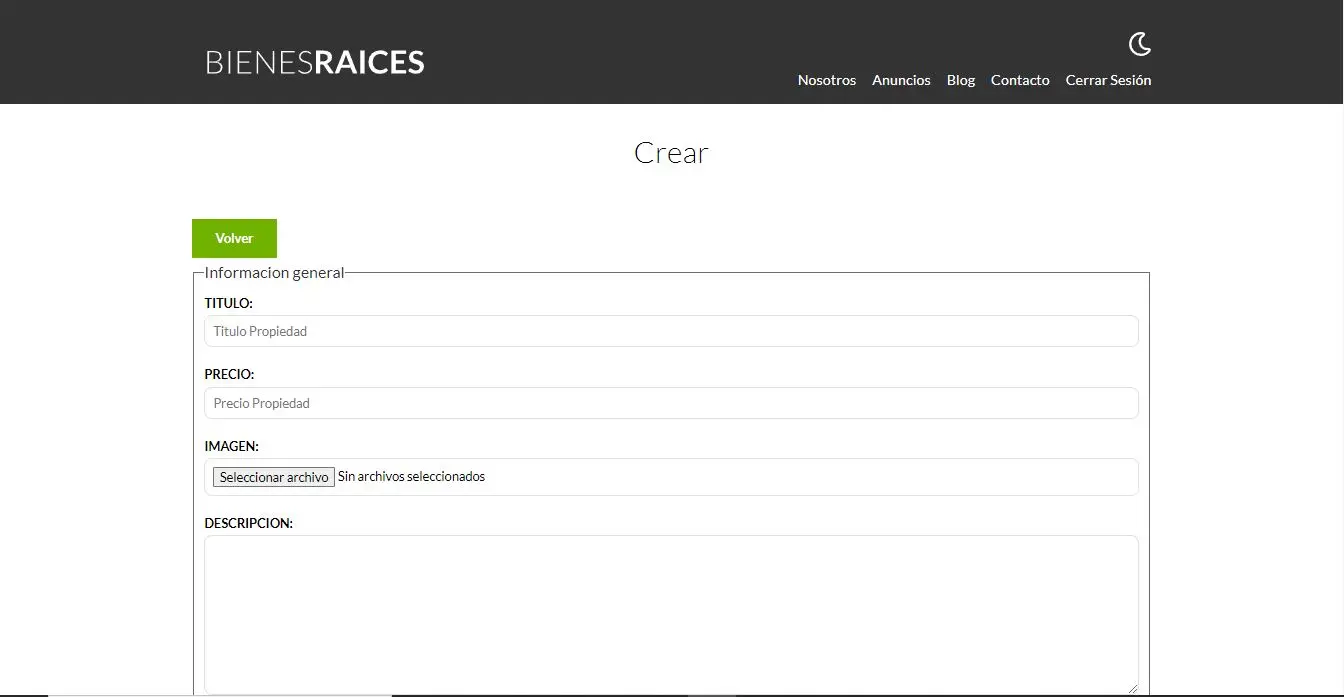 BIENESRAICES
Nosotros Anuncios Blog Contacto Cerrar Sesión
Crear
Volver
Informacion general
TITULO:
Titulo Propiedad
PRECIO:
Precio Propiedad
IMAGEN:
Seleccionar archivo Sin archivos seleccionados
DESCRIPCION: